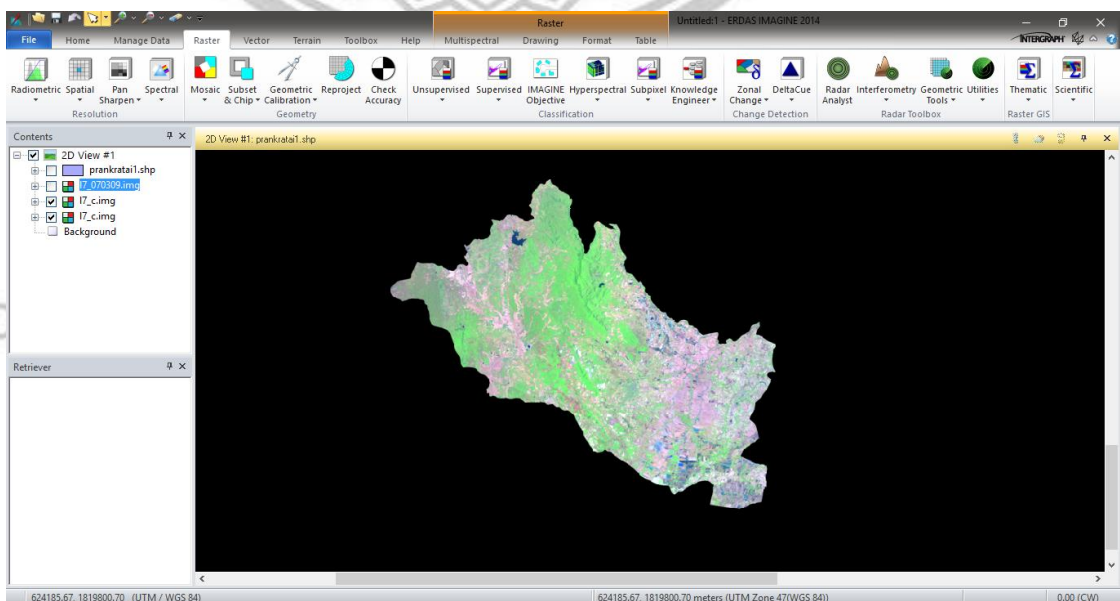 Raster
Untitled:1 - ERDAS IMAGINE 2014
File Home Manage Data Raster Vector Terrain Toolbox Help Multispectral Drawing Format Table
INTERGRAPH
Radiometric Spatial Pan Sharpen Spectral
Resolution
Mosaic Subset & Chip Geometric Calibration Reproject Check Accuracy
Geometry
Unsupervised Supervised IMAGINE Objective Hyperspectral Subpixel Knowledge Engineer
Classification
Zonal Change DeltaCue
Change Detection
Radar Analyst Interferometry Geometric Tools Utilities
Radar Toolbox
Thematic Scientific
Raster GIS
Contents
2D View #1
prankratai1.shp
l7_070309.img
l7_c.img
l7_c.img
Background
Retriever
2D View #1: prankratai1.shp
624185.67, 1819800.70 (UTM / WGS 84)
624185.67, 1819800.70 meters (UTM Zone 47(WGS 84))
0.00 (CW)